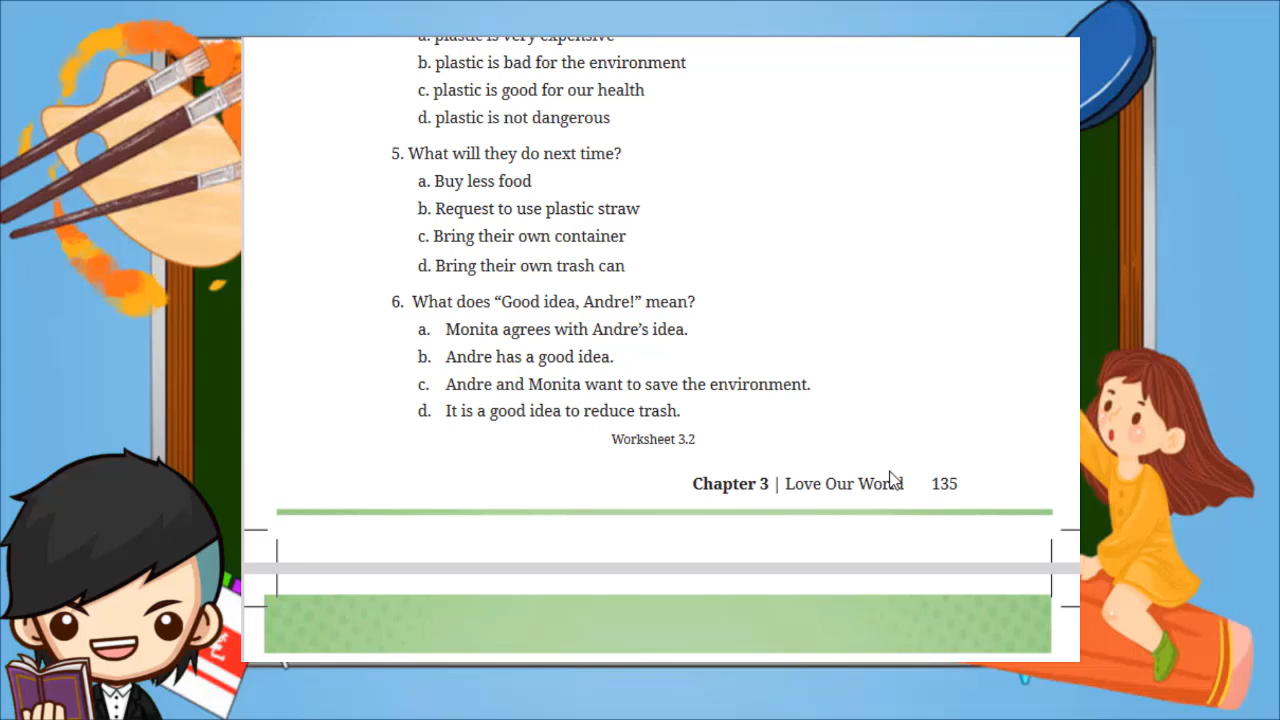 a. plastic is very expensive
b. plastic is bad for the environment
c. plastic is good for our health
d. plastic is not dangerous
5. What will they do next time?
a. Buy less food
b. Request to use plastic straw
c. Bring their own container
d. Bring their own trash can
6. What does “Good idea, Andre!” mean?
a. Monita agrees with Andre’s idea.
b. Andre has a good idea.
c. Andre and Monita want to save the environment.
d. It is a good idea to reduce trash.
Worksheet 3.2
Chapter 3 | Love Our World 135